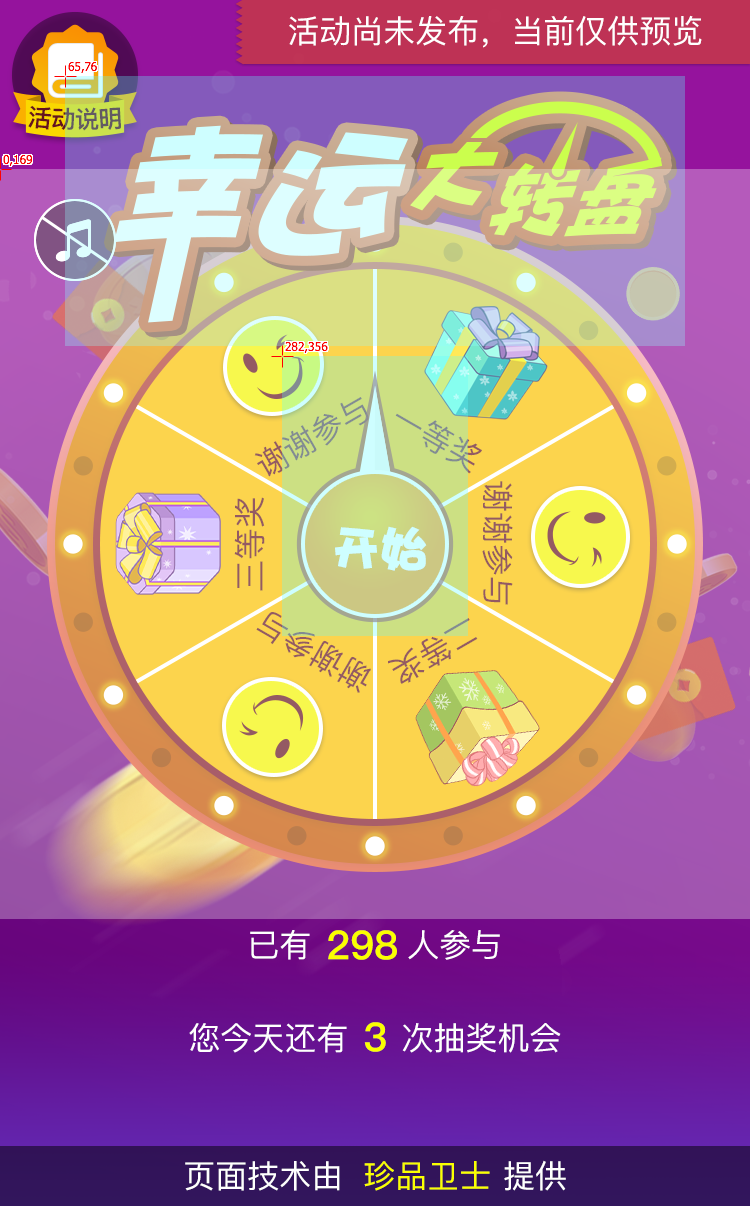 活动尚未发布，当前仅供预览
65,76
活动说明
0,169
幸运大转盘
282,356
谢谢参与
一等奖
谢谢参与
三等奖
开始
谢谢参与
二等奖
已有 298 人参与
您今天还有 3 次抽奖机会
页面技术由 珍品卫士 提供